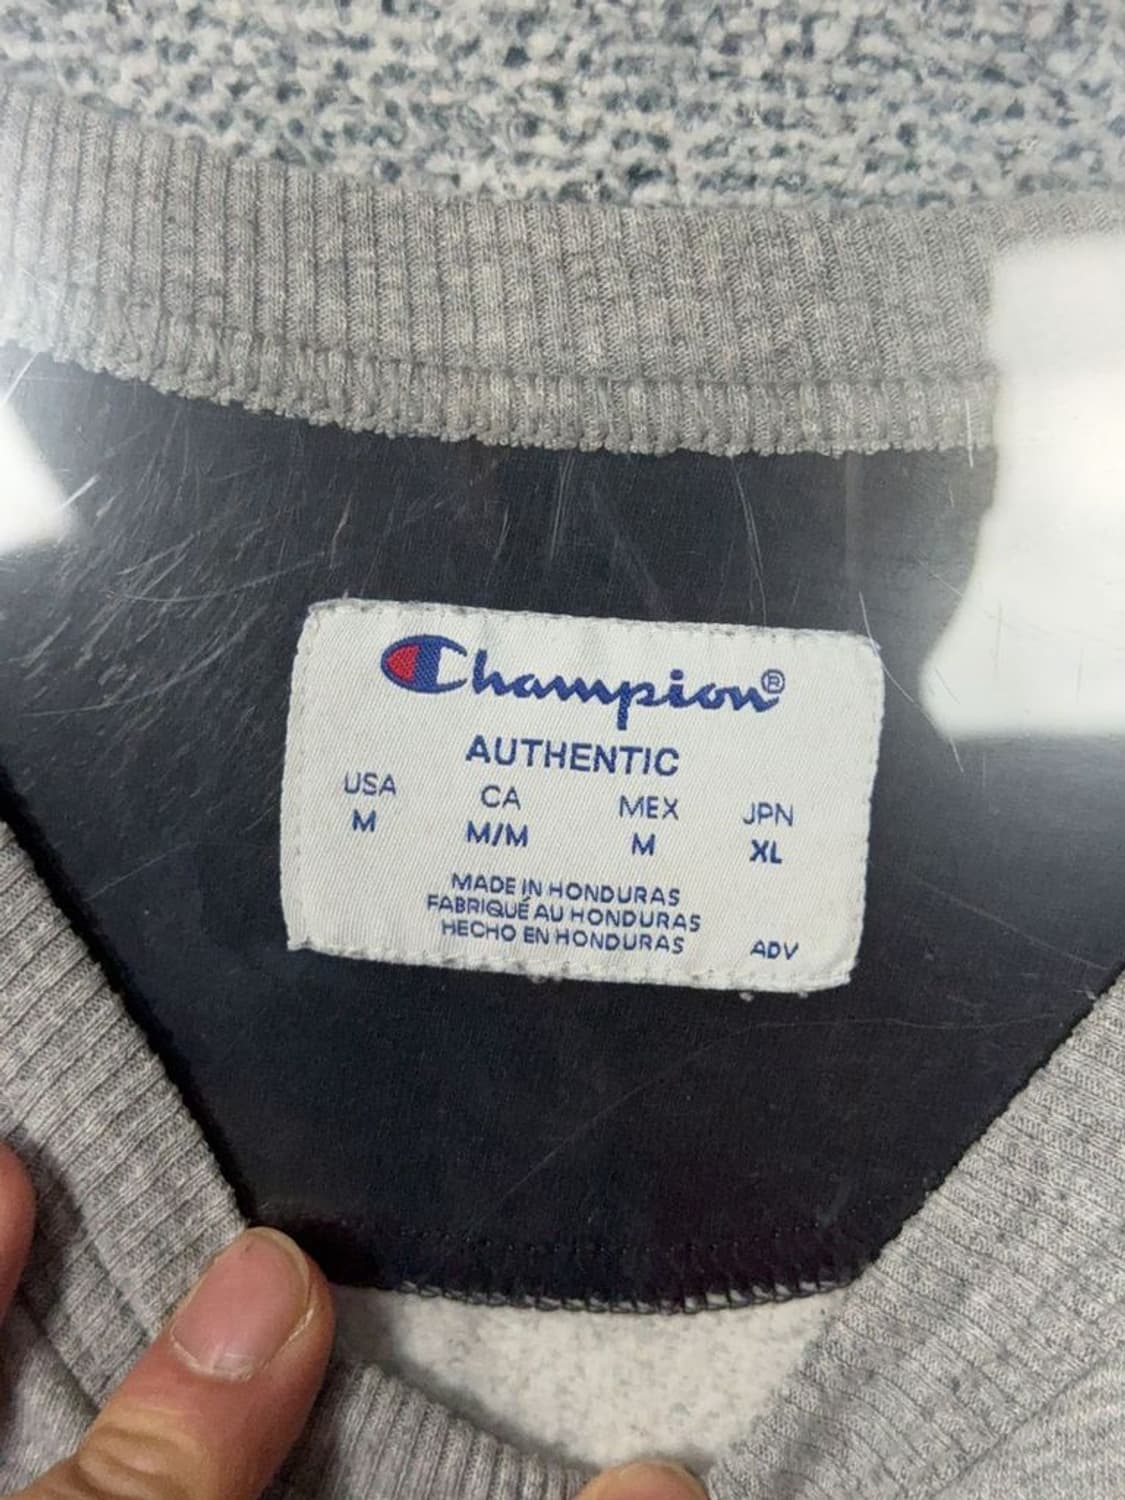 Champion®
AUTHENTIC
USA CA MEX JPN
M M/M M XL
MADE IN HONDURAS
FABRIQUÉ AU HONDURAS
HECHO EN HONDURAS ADV